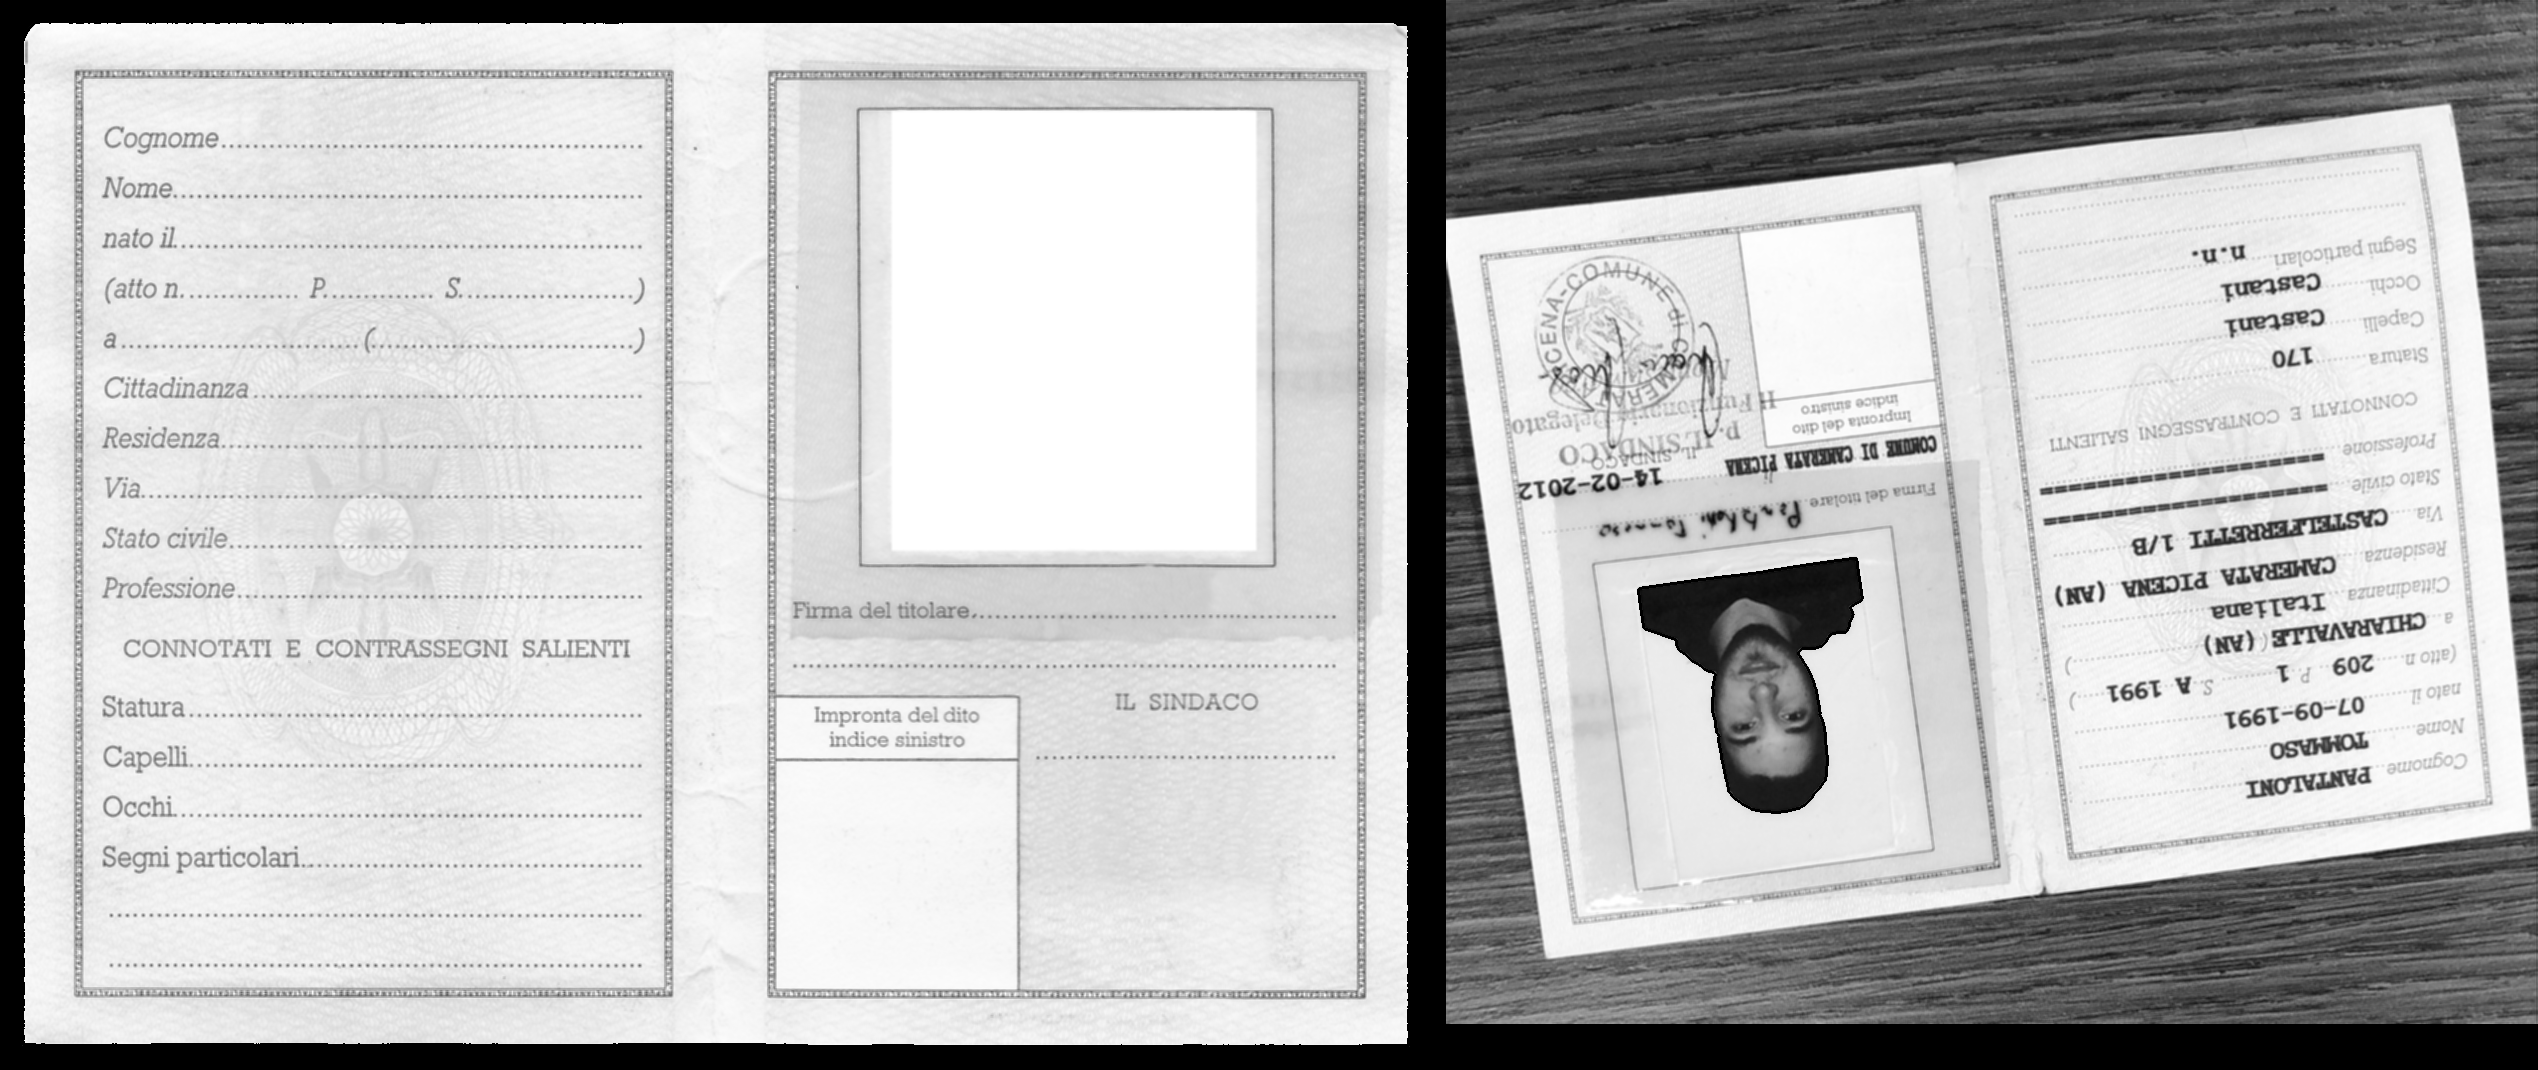 Cognome
Nome
nato il
(atto n. P. S. )
a ( )
Cittadinanza
Residenza
Via
Stato civile
Professione
CONNOTATI E CONTRASSEGNI SALIENTI
Statura
Capelli
Occhi
Segni particolari
Firma del titolare
IL SINDACO
Impronta del dito
indice sinistro
Cognome PANTALONI
Nome TOMMASO
nato il 07-09-1991
(atto n. 209 P. 1 S. A 1991 )
a CHIARAVALLE ( (AN) )
Cittadinanza Italiana
Residenza CAMERATA PICENA (AN)
Via CASTELFERRETTI 1/B
Stato civile ================
Professione ================
CONNOTATI E CONTRASSEGNI SALIENTI
Statura 170
Capelli Castani
Occhi Castani
Segni particolari n.n.
Firma del titolare Pantaloni Tommaso
COMUNE DI CAMERATA PICENA li 14-02-2012
IL SINDACO
P. IL SINDACO
Il Funzionario Delegato
Impronta del dito
indice sinistro
COMUNE di CAMERATA PICENA